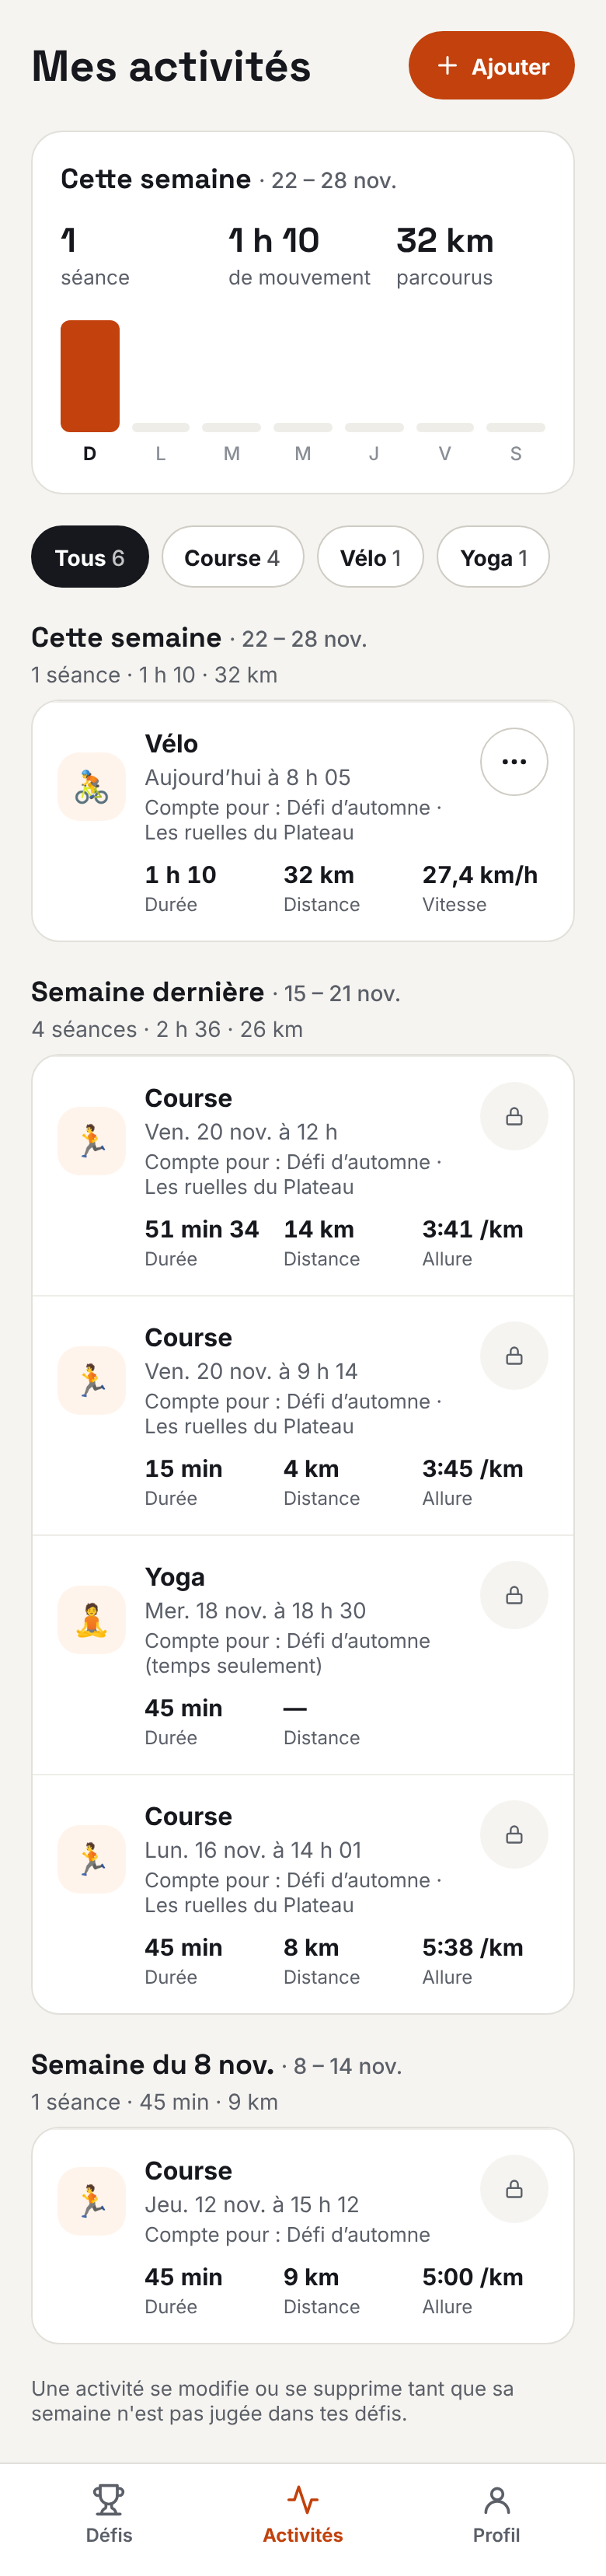 Mes activités
+ Ajouter
Cette semaine · 22 – 28 nov.
1 1 h 10 32 km
séance de mouvement parcourus
D L M M J V S
Tous 6 Course 4 Vélo 1 Yoga 1
Cette semaine · 22 – 28 nov.
1 séance · 1 h 10 · 32 km
Vélo
Aujourd’hui à 8 h 05
Compte pour : Défi d’automne ·
Les ruelles du Plateau
1 h 10 32 km 27,4 km/h
Durée Distance Vitesse
Semaine dernière · 15 – 21 nov.
4 séances · 2 h 36 · 26 km
Course
Ven. 20 nov. à 12 h
Compte pour : Défi d’automne ·
Les ruelles du Plateau
51 min 34 14 km 3:41 /km
Durée Distance Allure
Course
Ven. 20 nov. à 9 h 14
Compte pour : Défi d’automne ·
Les ruelles du Plateau
15 min 4 km 3:45 /km
Durée Distance Allure
Yoga
Mer. 18 nov. à 18 h 30
Compte pour : Défi d’automne
(temps seulement)
45 min —
Durée Distance
Course
Lun. 16 nov. à 14 h 01
Compte pour : Défi d’automne ·
Les ruelles du Plateau
45 min 8 km 5:38 /km
Durée Distance Allure
Semaine du 8 nov. · 8 – 14 nov.
1 séance · 45 min · 9 km
Course
Jeu. 12 nov. à 15 h 12
Compte pour : Défi d’automne
45 min 9 km 5:00 /km
Durée Distance Allure
Une activité se modifie ou se supprime tant que sa
semaine n'est pas jugée dans tes défis.
Défis Activités Profil